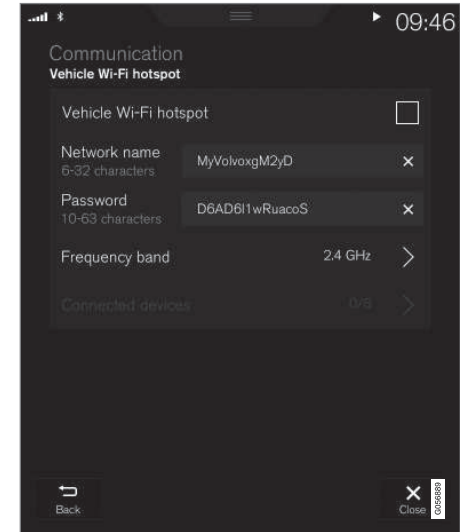 09:46
Communication
Vehicle Wi-Fi hotspot
Vehicle Wi-Fi hotspot
Network name
6-32 characters
MyVolvoxgM2yD
Password
10-63 characters
D6AD6l1wRuacoS
Frequency band 2.4 GHz
Connected devices 0/8
Back
Close
G056889